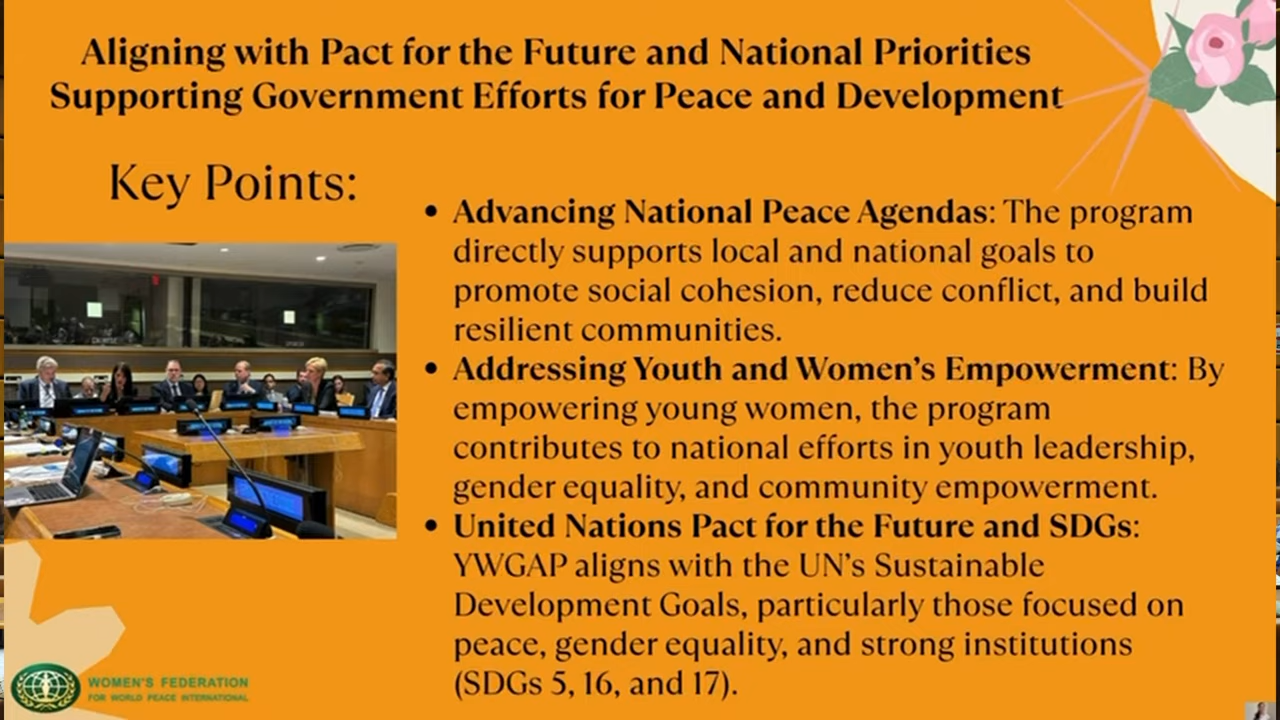 Aligning with Pact for the Future and National Priorities
Supporting Government Efforts for Peace and Development
Key Points:
• Advancing National Peace Agendas: The program
directly supports local and national goals to
promote social cohesion, reduce conflict, and build
resilient communities.
• Addressing Youth and Women's Empowerment: By
empowering young women, the program
contributes to national efforts in youth leadership,
gender equality, and community empowerment.
• United Nations Pact for the Future and SDGs:
YWGAP aligns with the UN's Sustainable
Development Goals, particularly those focused on
peace, gender equality, and strong institutions
(SDGs 5, 16, and 17).
WOMEN'S FEDERATION
FOR WORLD PEACE INTERNATIONAL